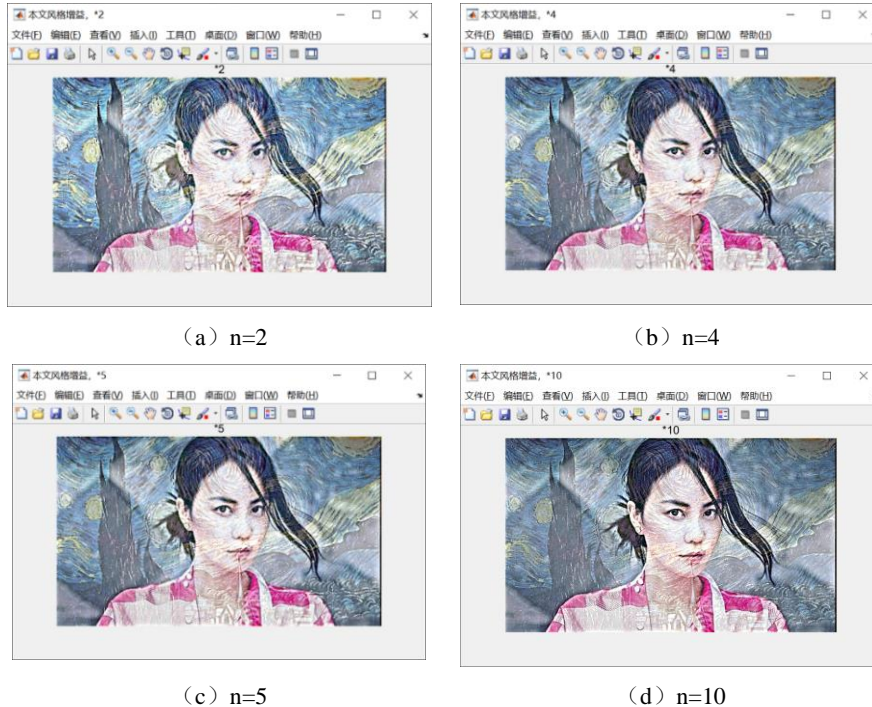 本文风格增益，*2
文件(F) 编辑(E) 查看(V) 插入(I) 工具(T) 桌面(D) 窗口(W) 帮助(H)
*2
（a）n=2
本文风格增益，*4
文件(F) 编辑(E) 查看(V) 插入(I) 工具(T) 桌面(D) 窗口(W) 帮助(H)
*4
（b）n=4
本文风格增益，*5
文件(F) 编辑(E) 查看(V) 插入(I) 工具(T) 桌面(D) 窗口(W) 帮助(H)
*5
（c）n=5
本文风格增益，*10
文件(F) 编辑(E) 查看(V) 插入(I) 工具(T) 桌面(D) 窗口(W) 帮助(H)
*10
（d）n=10